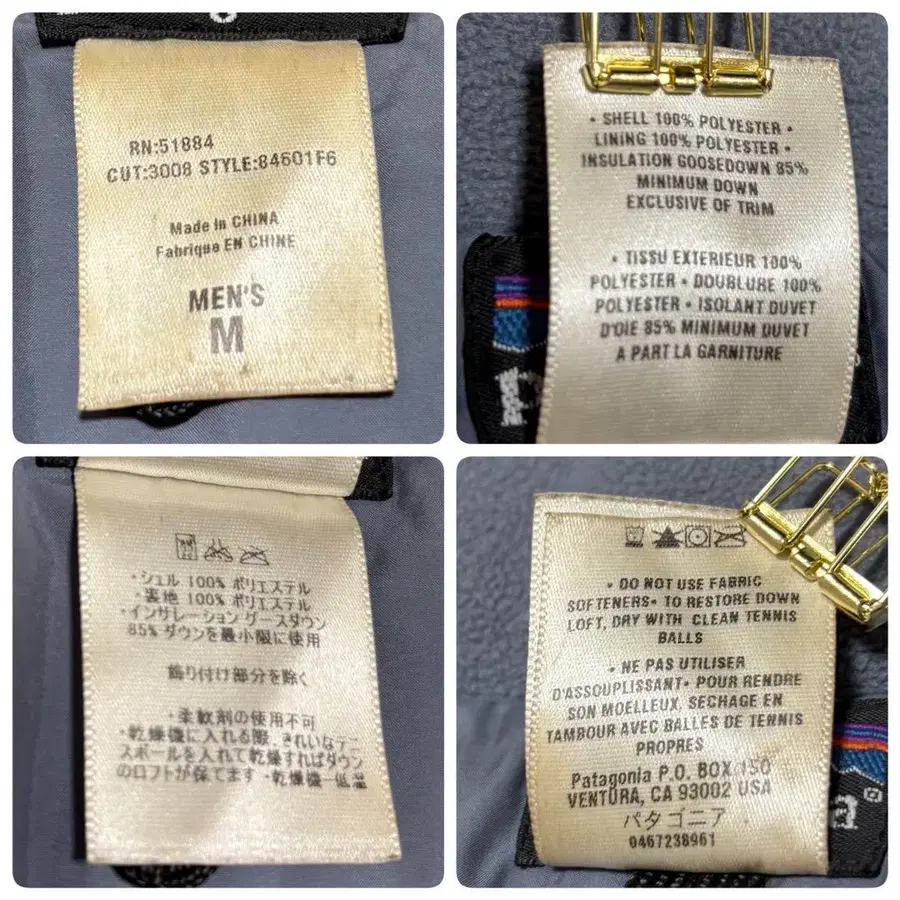 RN:51884
CUT:3008 STYLE:84601F6
Made in CHINA
Fabrique EN CHINE
MEN'S
M
• SHELL 100% POLYESTER •
LINING 100% POLYESTER •
INSULATION GOOSEDOWN 85%
MINIMUM DOWN
EXCLUSIVE OF TRIM
• TISSU EXTERIEUR 100%
POLYESTER • DOUBLURE 100%
POLYESTER • ISOLANT DUVET
D'OIE 85% MINIMUM DUVET
A PART LA GARNITURE
・シェル 100% ポリエステル
・裏地 100% ポリエステル
・インサレーション グースダウン
85% ダウンを最小限に使用
飾り付け部分を除く
・柔軟剤の使用不可
・乾燥機に入れる際、きれいなテニ
スボールを入れて乾燥すればダウン
のロフトが保てます ・乾燥機－低温
• DO NOT USE FABRIC
SOFTENERS• TO RESTORE DOWN
LOFT, DRY WITH CLEAN TENNIS
BALLS
• NE PAS UTILISER
D'ASSOUPLISSANT• POUR RENDRE
SON MOELLEUX, SECHAGE EN
TAMBOUR AVEC BALLES DE TENNIS
PROPRES
Patagonia P.O. BOX 150
VENTURA, CA 93002 USA
パタゴニア
0467238961